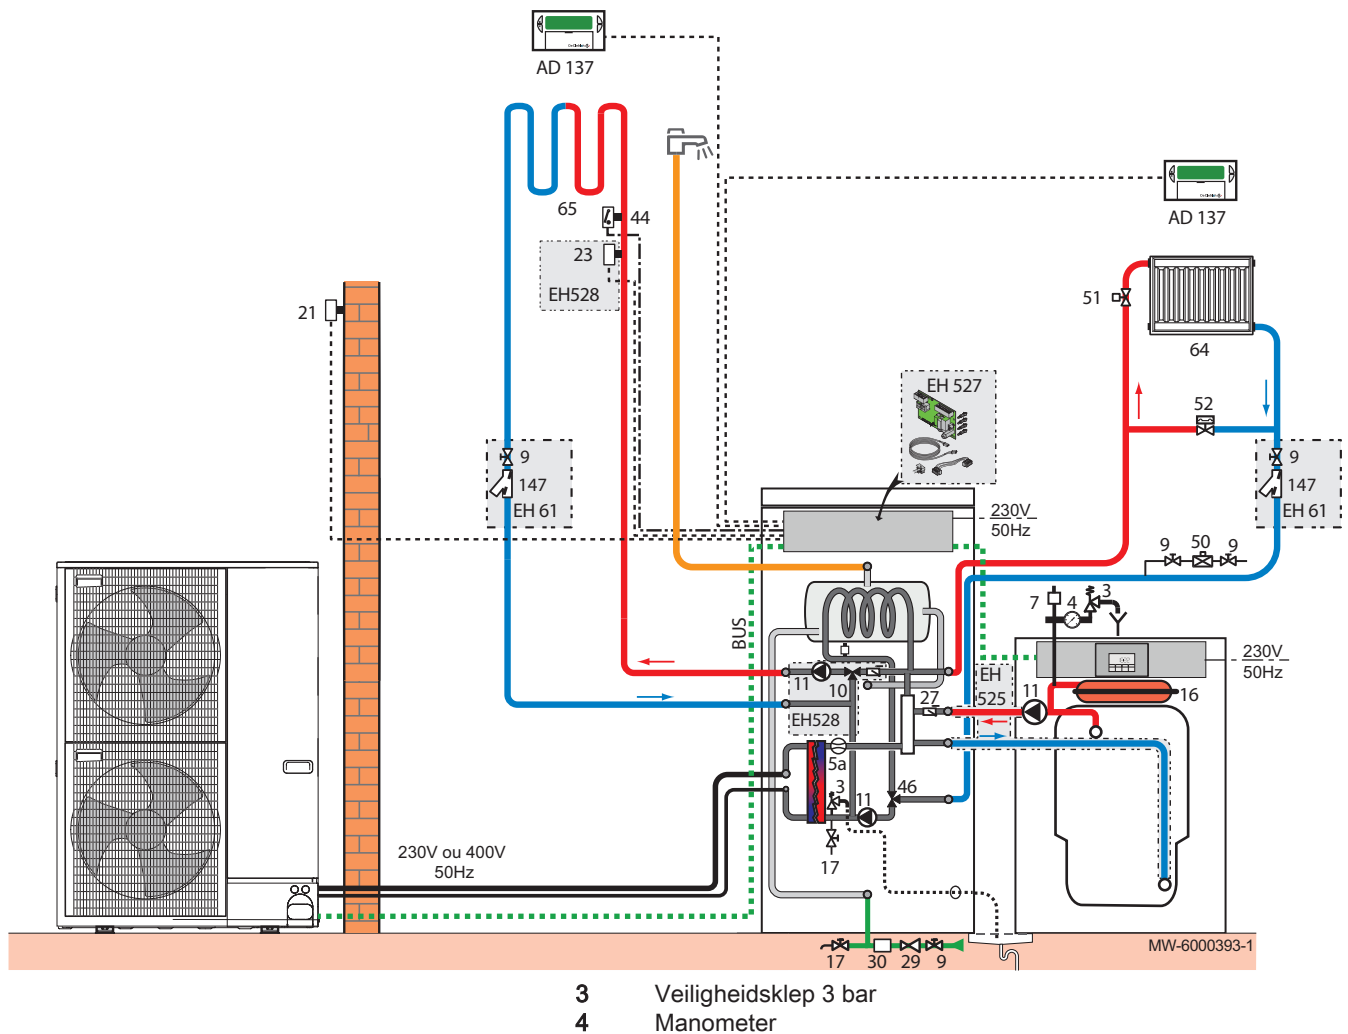 AD 137
AD 137
65
44
23
EH528
21
51
64
EH 527
52
9
147
EH 61
9
147
EH 61
230V
50Hz
9 50 9
7 4 3
BUS
230V
50Hz
11 10
EH
525
11
16
27
EH528
5a
3
11
46
230V ou 400V
50Hz
17
17 30 29 9
MW-6000393-1
3 Veiligheidsklep 3 bar
4 Manometer